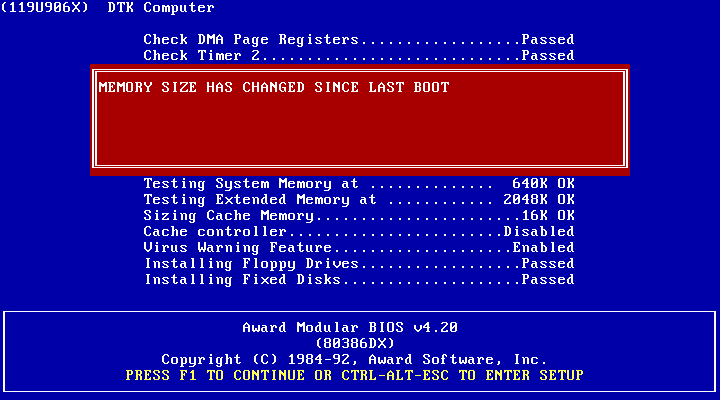 (119U906X)  DTK Computer
Check DMA Page Registers..................Passed
Check Timer 2.............................Passed
MEMORY SIZE HAS CHANGED SINCE LAST BOOT
Testing System Memory at ..............  640K OK
Testing Extended Memory at ............ 2048K OK
Sizing Cache Memory.......................16K OK
Cache controller........................Disabled
Virus Warning Feature....................Enabled
Installing Floppy Drives..................Passed
Installing Fixed Disks....................Passed
Award Modular BIOS v4.20
(80386DX)
Copyright (C) 1984-92, Award Software, Inc.
PRESS F1 TO CONTINUE OR CTRL-ALT-ESC TO ENTER SETUP